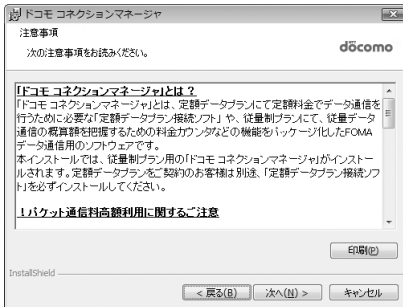 ドコモ コネクションマネージャ
注意事項
次の注意事項をお読みください。
döcomo
「ドコモ コネクションマネージャ」とは？
「ドコモ コネクションマネージャ」とは、定額データプランにて定額料金でデータ通信を
行うために必要な「定額データプラン接続ソフト」や、従量制プランにて、従量データ
通信の概算額を把握するための料金カウンタなどの機能をパッケージ化したFOMA
データ通信用のソフトウェアです。
本インストールでは、従量制プラン用の「ドコモ コネクションマネージャ」がインストー
ルされます。定額データプランをご契約のお客様は別途、「定額データプラン接続ソフ
ト」を必ずインストールしてください。
！パケット通信料高額利用に関するご注意
印刷(P)
InstallShield
< 戻る(B)
次へ(N) >
キャンセル